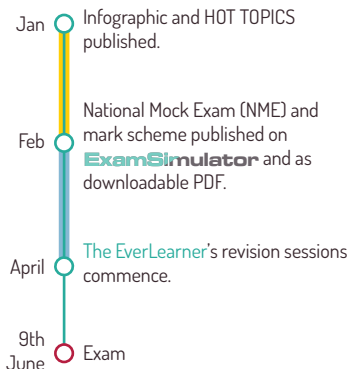 Jan
Infographic and HOT TOPICS
published.
Feb
National Mock Exam (NME) and
mark scheme published on
ExamSimulator and as
downloadable PDF.
April
The EverLearner's revision sessions
commence.
9th
June
Exam